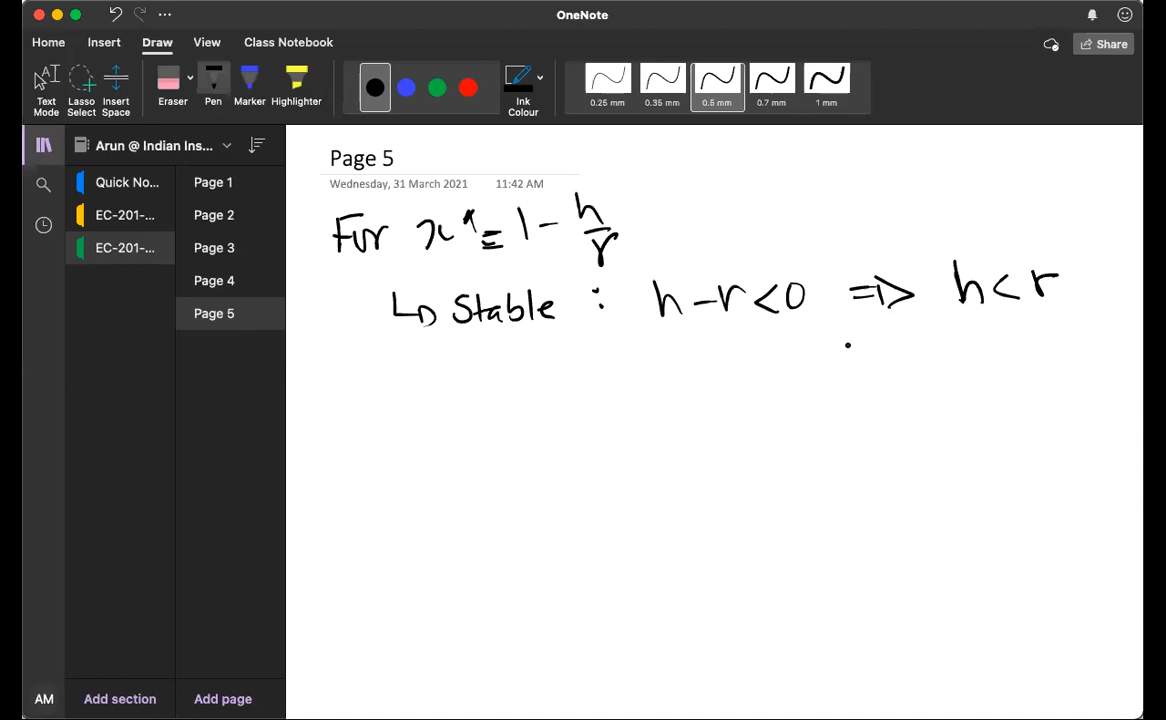 OneNote
Home Insert Draw View Class Notebook
Share
Text Mode
Lasso Select
Insert Space
Eraser
Pen
Marker
Highlighter
Ink Colour
0.25 mm
0.35 mm
0.5 mm
0.7 mm
1 mm
Arun @ Indian Ins...
Quick No...
EC-201-...
EC-201-...
Page 1
Page 2
Page 3
Page 4
Page 5
AM
Add section
Add page
Page 5
Wednesday, 31 March 2021 11:42 AM
For x* = 1 - h/r
↳ Stable : h - r < 0 => h < r